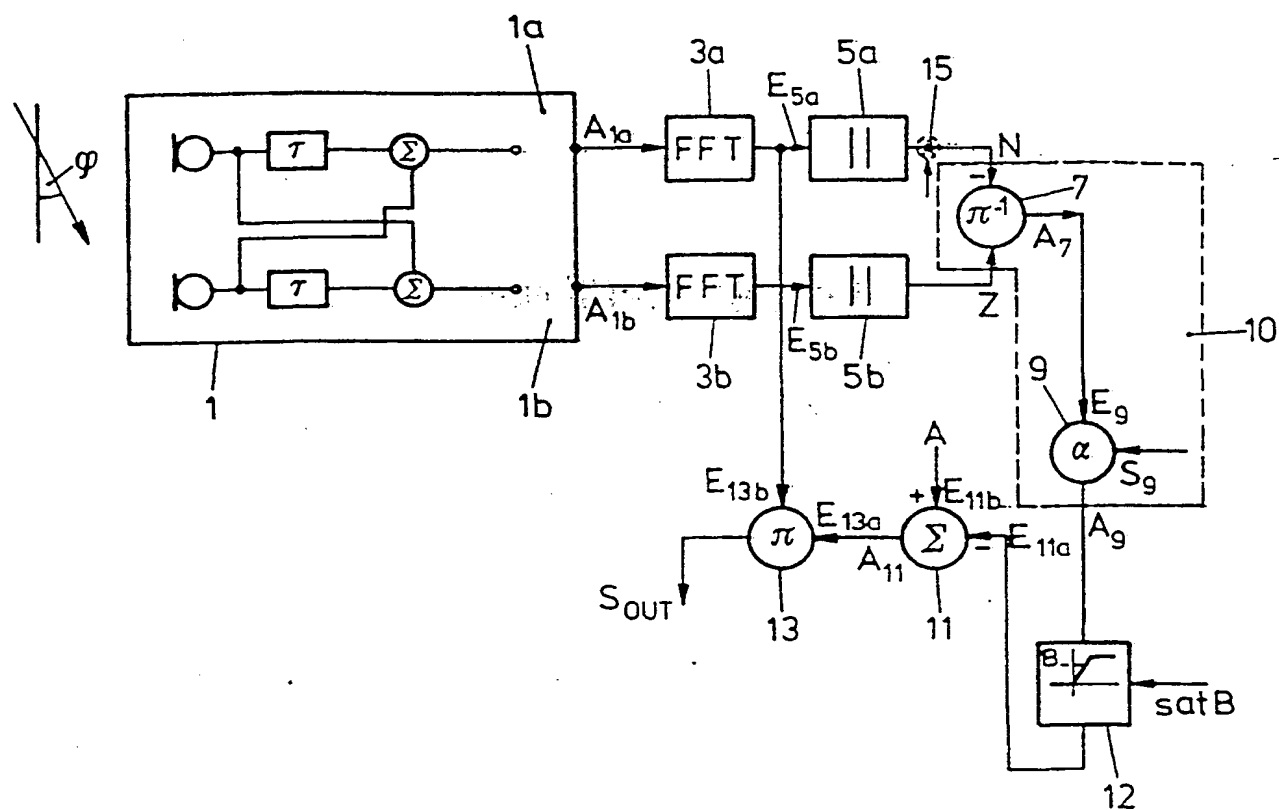 1a
3a
5a
15
φ
τ
Σ
A1a
FFT
E5a
||
N
-
7
π-1
A7
τ
Σ
A1b
FFT
E5b
||
Z
10
1
1b
3b
5b
9
E9
α
S9
A
E13b
+
E11b
π
E13a
A11
Σ
-
E11a
A9
SOUT
13
11
B
satB
12